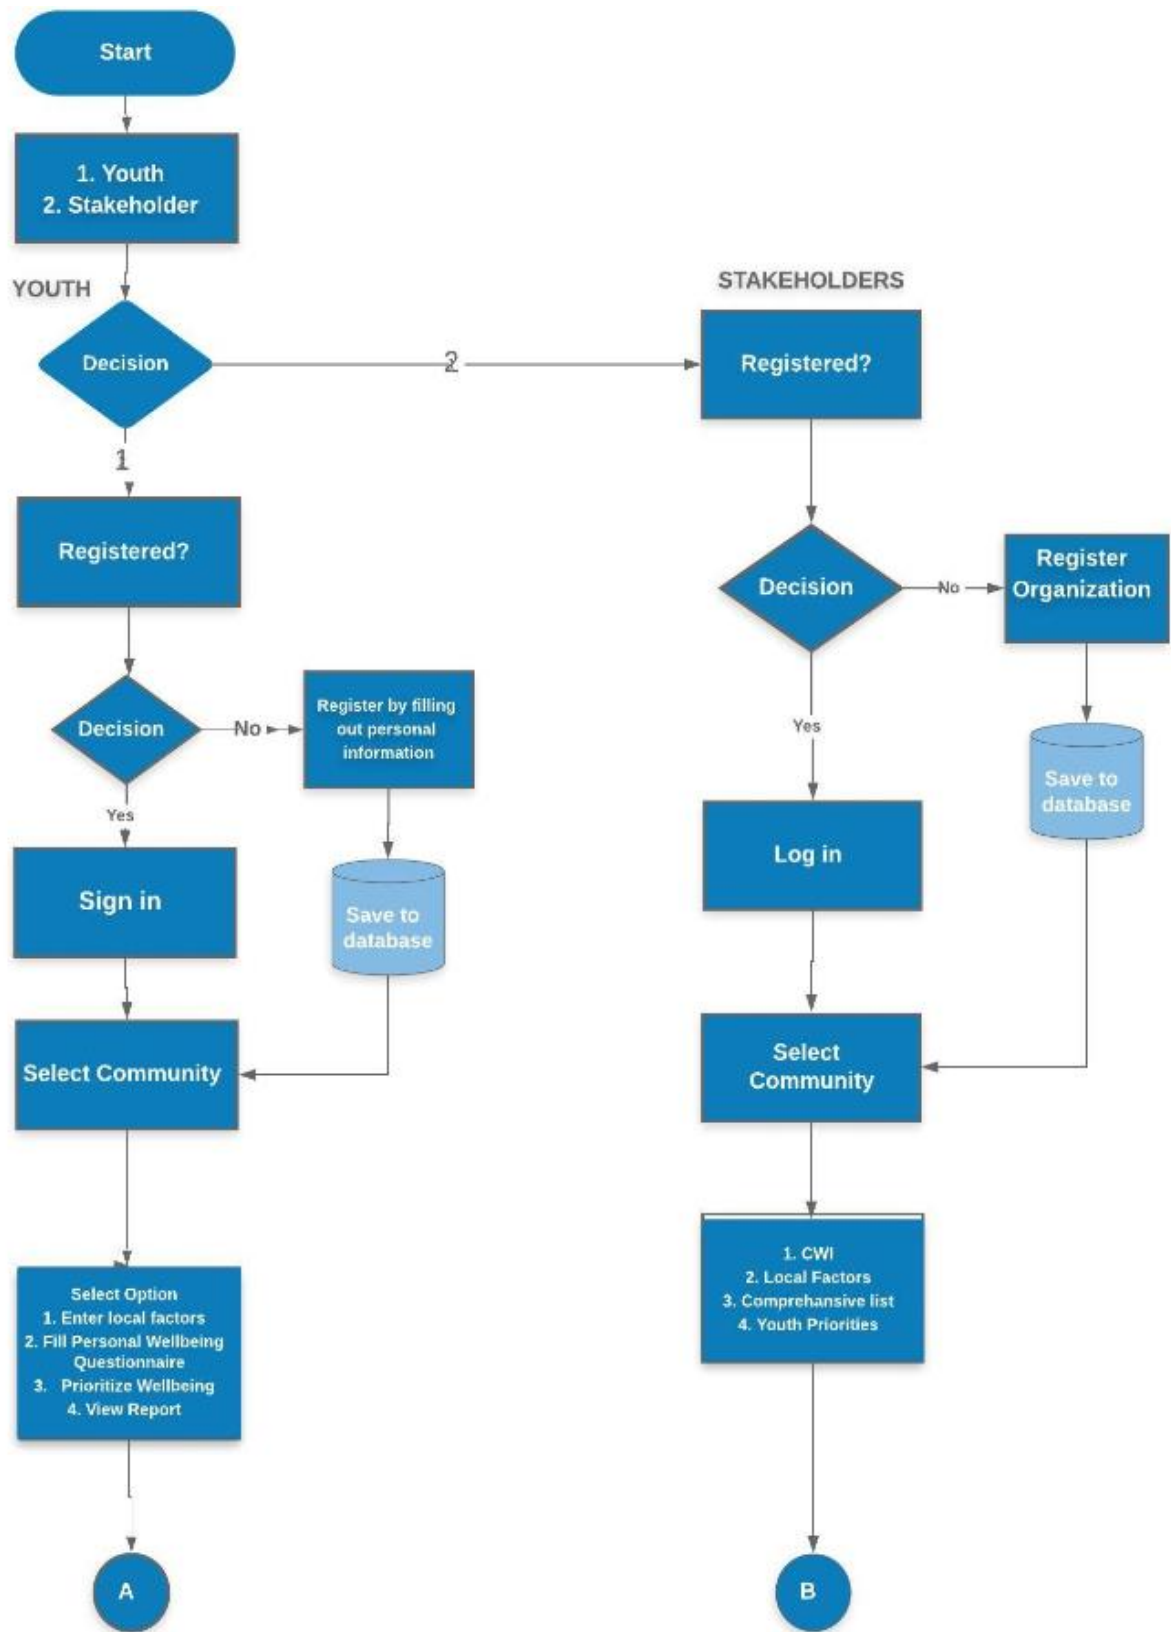 Start
1. Youth
2. Stakeholder
YOUTH
Decision
2
STAKEHOLDERS
Registered?
1
Registered?
Decision
No
Register by filling
out personal
information
Yes
Sign in
Save to
database
Select Community
Select Option
1. Enter local factors
2. Fill Personal Wellbeing
Questionnaire
3. Prioritize Wellbeing
4. View Report
A
Decision
No
Register
Organization
Yes
Save to
database
Log in
Select
Community
1. CWI
2. Local Factors
3. Comprehansive list
4. Youth Priorities
B